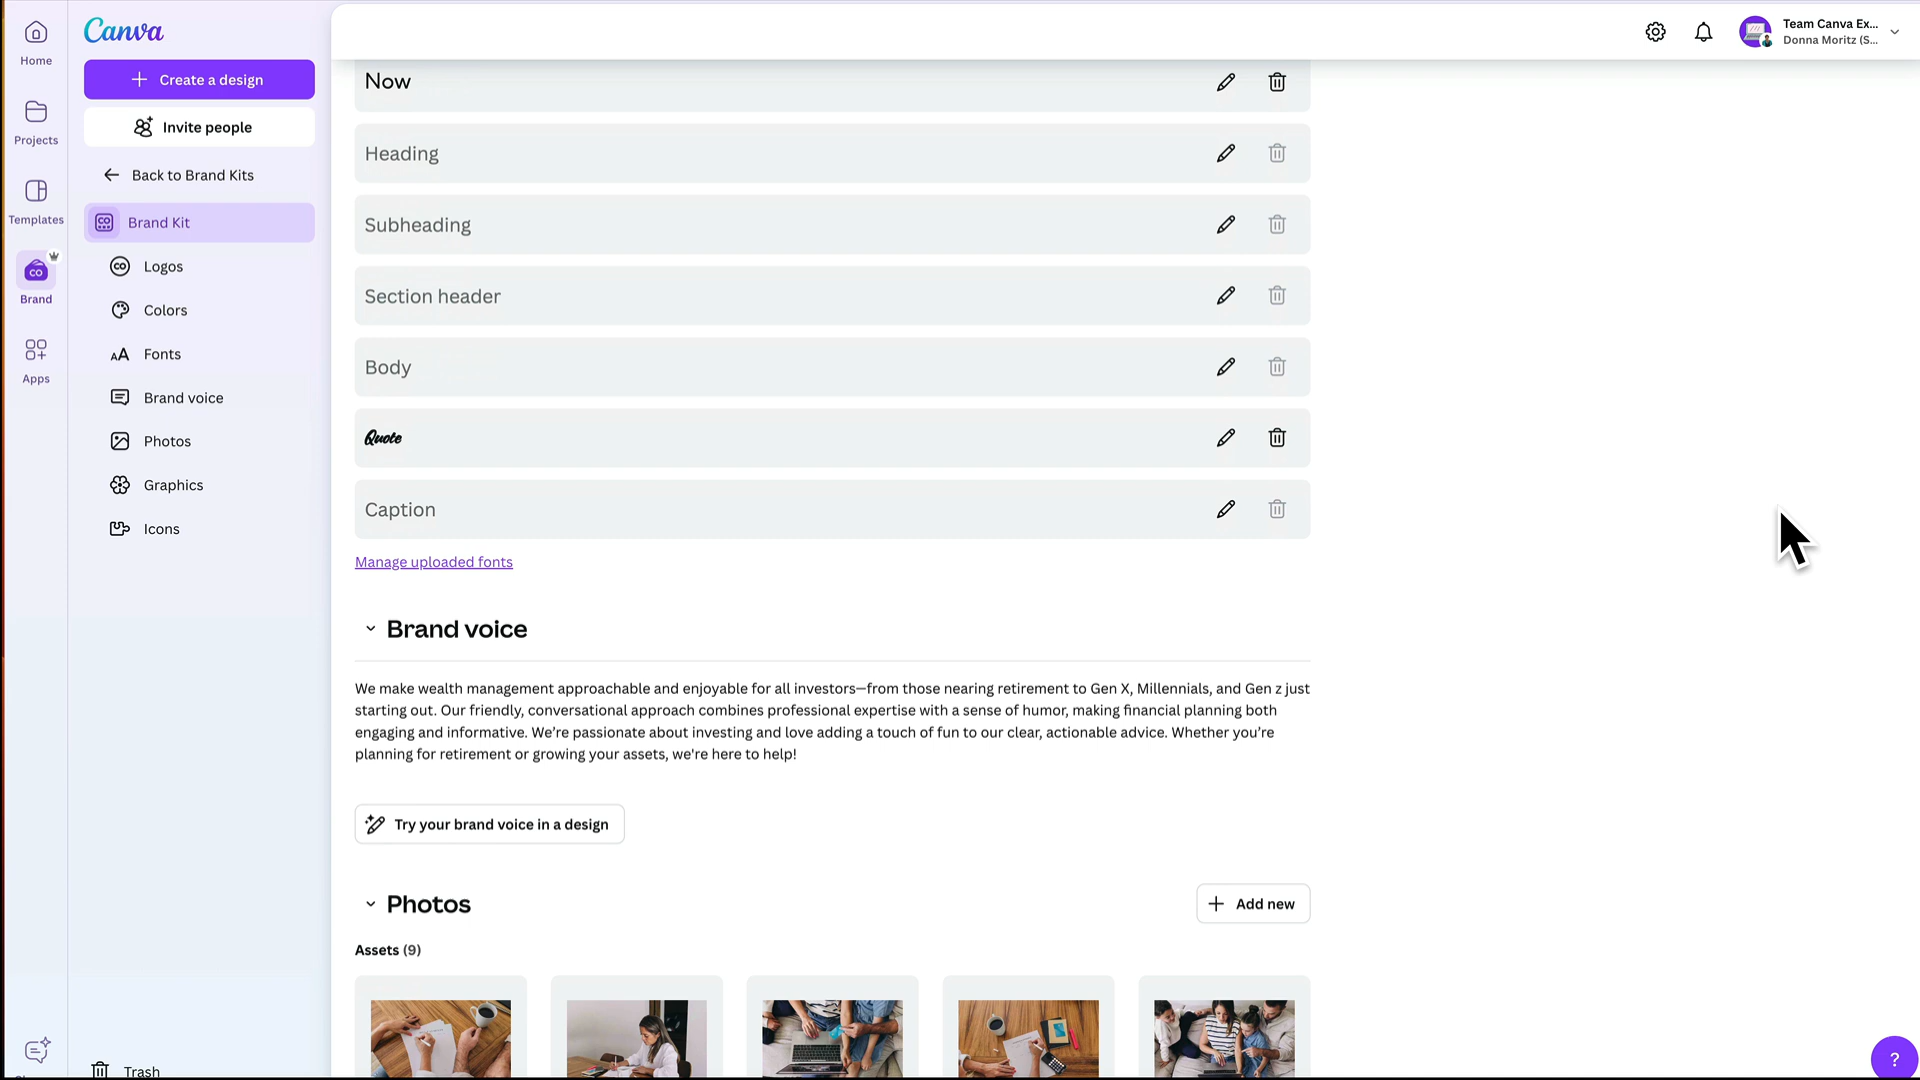 Home
Projects
Templates
Brand
Apps
Canva
Create a design
Invite people
Back to Brand Kits
Brand Kit
Logos
Colors
Fonts
Brand voice
Photos
Graphics
Icons
Trash
Team Canva Ex...
Donna Moritz (S...
Now
Heading
Subheading
Section header
Body
Quote
Caption
Manage uploaded fonts
Brand voice
We make wealth management approachable and enjoyable for all investors—from those nearing retirement to Gen X, Millennials, and Gen z just
starting out. Our friendly, conversational approach combines professional expertise with a sense of humor, making financial planning both
engaging and informative. We’re passionate about investing and love adding a touch of fun to our clear, actionable advice. Whether you’re
planning for retirement or growing your assets, we're here to help!
Try your brand voice in a design
Photos
Add new
Assets (9)
?